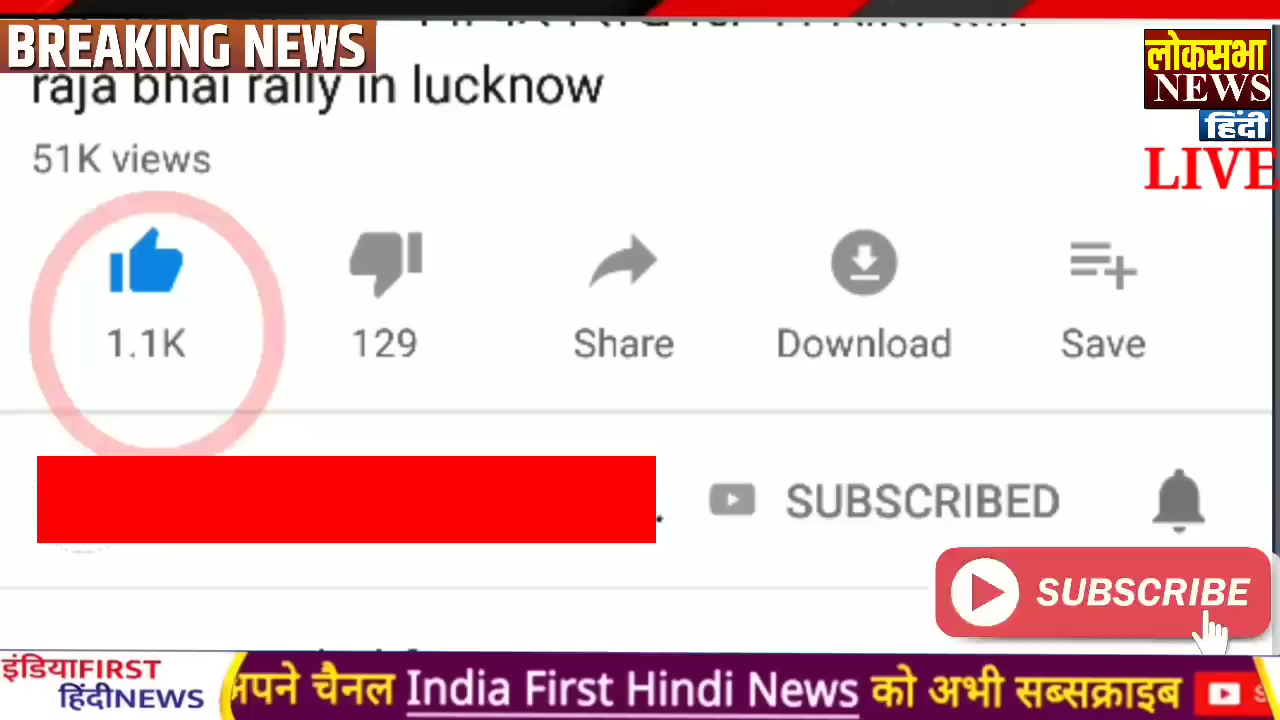 BREAKING NEWS
raja bhai rally in lucknow
51K views
लोकसभा
NEWS
हिंदी
LIVE
1.1K
129
Share
Download
Save
SUBSCRIBED
SUBSCRIBE
इंडियाFIRST
हिंदीNEWS
अपने चैनल India First Hindi News को अभी सब्सक्राइब